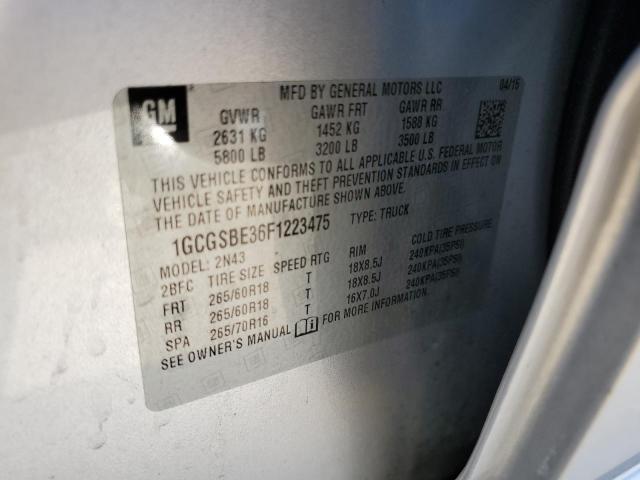 GM
MFD BY GENERAL MOTORS LLC 04/15
GVWR GAWR FRT GAWR RR
2631 KG 1452 KG 1588 KG
5800 LB 3200 LB 3500 LB
THIS VEHICLE CONFORMS TO ALL APPLICABLE U.S. FEDERAL MOTOR
VEHICLE SAFETY AND THEFT PREVENTION STANDARDS IN EFFECT ON
THE DATE OF MANUFACTURE SHOWN ABOVE.
1GCGSBE36F1223475 TYPE: TRUCK
MODEL: 2N43
2BFC TIRE SIZE SPEED RTG RIM COLD TIRE PRESSURE
FRT 265/60R18 T 18X8.5J 240KPA(35PSI)
RR 265/60R18 T 18X8.5J 240KPA(35PSI)
SPA 265/70R16 T 16X7.0J 240KPA(35PSI)
SEE OWNER'S MANUAL FOR MORE INFORMATION.